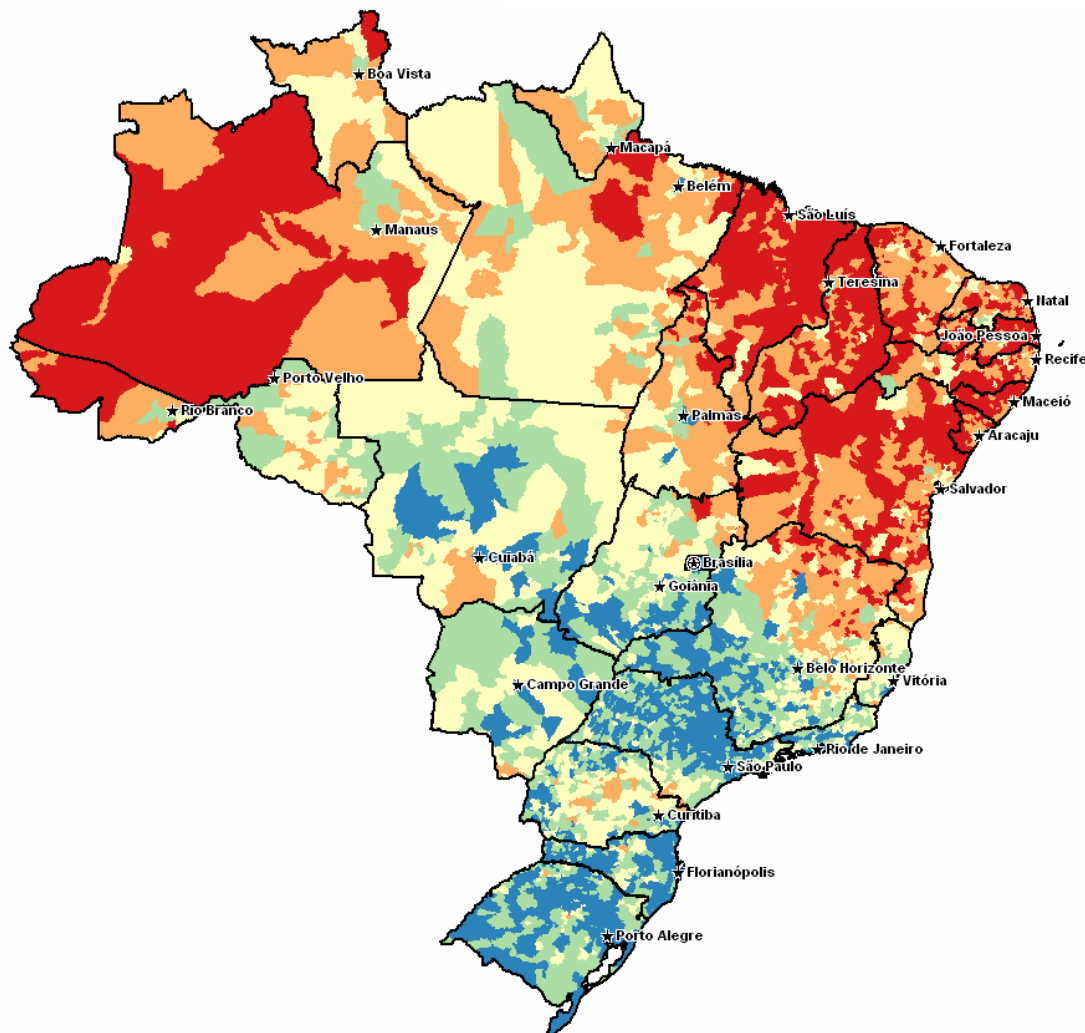 Boa Vista
Macapá
Belém
São Luís
Manaus
Fortaleza
Teresina
Natal
João Pessoa
Recife
Porto Velho
Maceió
Rio Branco
Palmas
Aracaju
Salvador
Cuiabá
Brasília
Goiânia
Belo Horizonte
Campo Grande
Vitória
Rio de Janeiro
São Paulo
Curitiba
Florianópolis
Porto Alegre